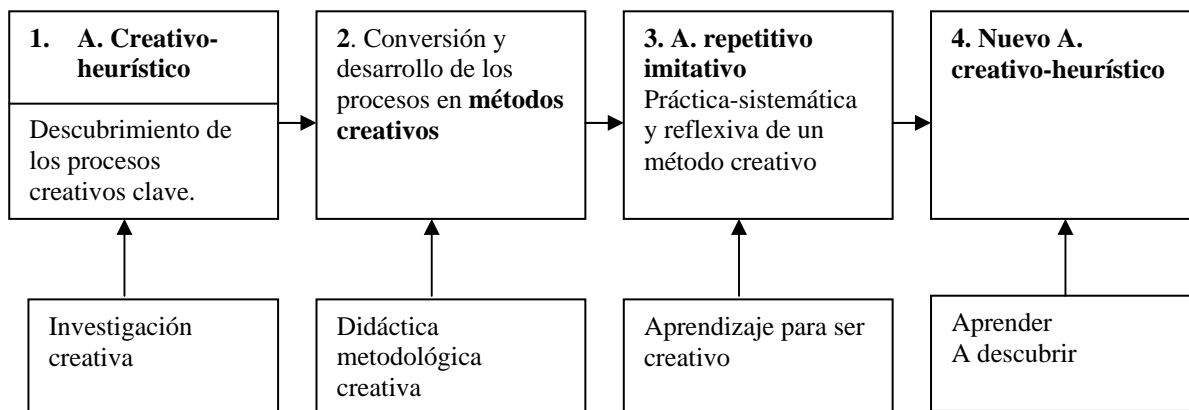 1. A. Creativo-
heurístico
Descubrimiento de
los procesos
creativos clave.
2. Conversión y
desarrollo de los
procesos en métodos
creativos
3. A. repetitivo
imitativo
Práctica-sistemática
y reflexiva de un
método creativo
4. Nuevo A.
creativo-heurístico
Investigación
creativa
Didáctica
metodológica
creativa
Aprendizaje para ser
creativo
Aprender
A descubrir